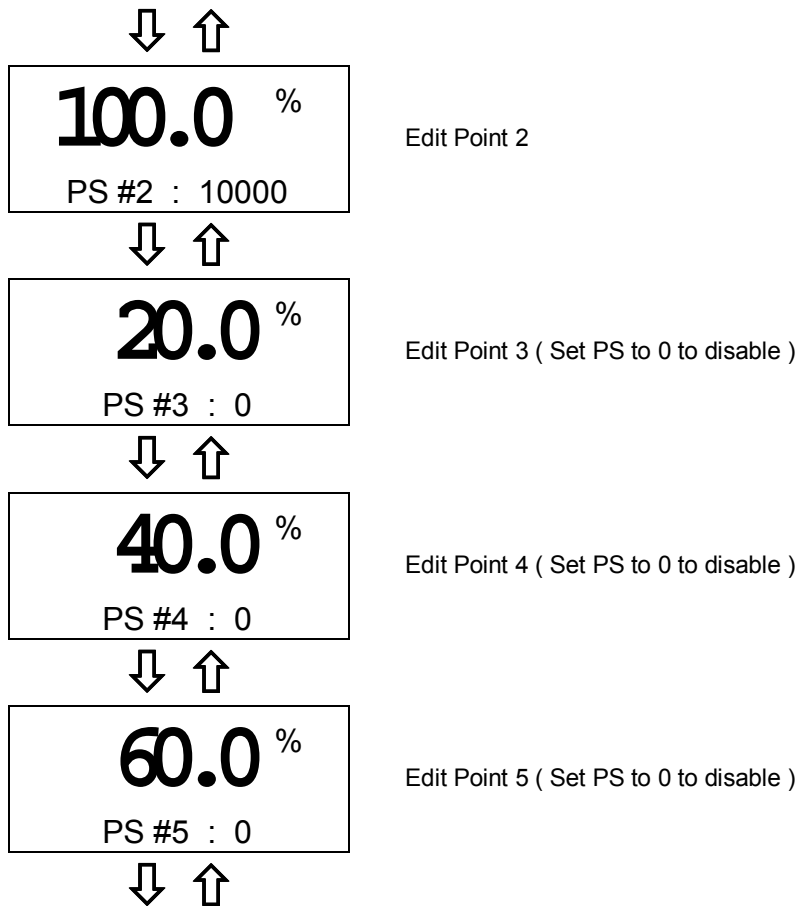 100.0 %
Edit Point 2
PS #2 : 10000
20.0 %
Edit Point 3 ( Set PS to 0 to disable )
PS #3 : 0
40.0 %
Edit Point 4 ( Set PS to 0 to disable )
PS #4 : 0
60.0 %
Edit Point 5 ( Set PS to 0 to disable )
PS #5 : 0